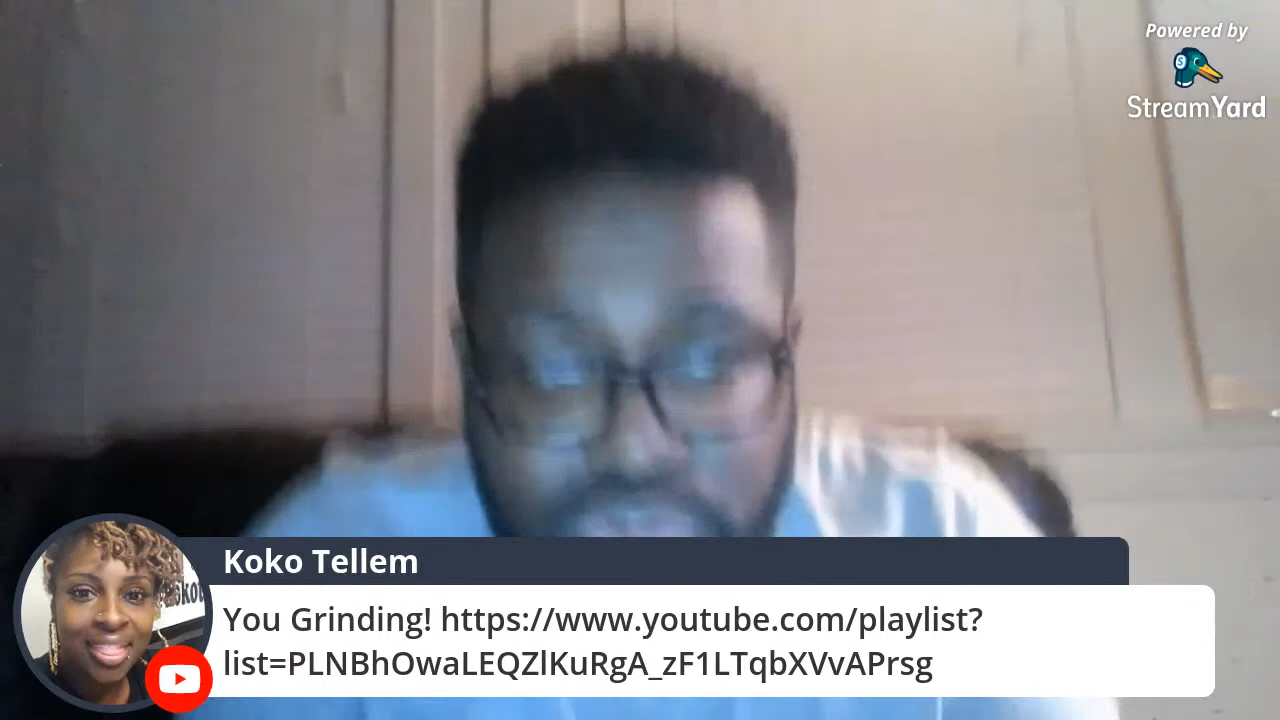 Powered by
StreamYard
Koko Tellem
You Grinding! https://www.youtube.com/playlist?
list=PLNBhOwaLEQZlKuRgA_zF1LTqbXVvAPrsg